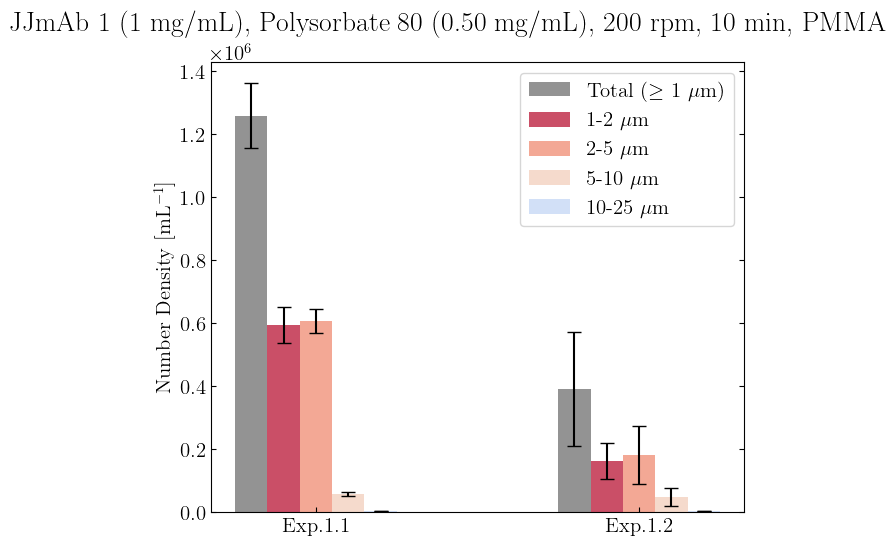 JJmAb 1 (1 mg/mL), Polysorbate 80 (0.50 mg/mL), 200 rpm, 10 min, PMMA
×10⁶
1.4
1.2
1.0
0.8
0.6
0.4
0.2
0.0
Number Density [mL⁻¹]
Total (≥ 1 μm)
1-2 μm
2-5 μm
5-10 μm
10-25 μm
Exp.1.1
Exp.1.2